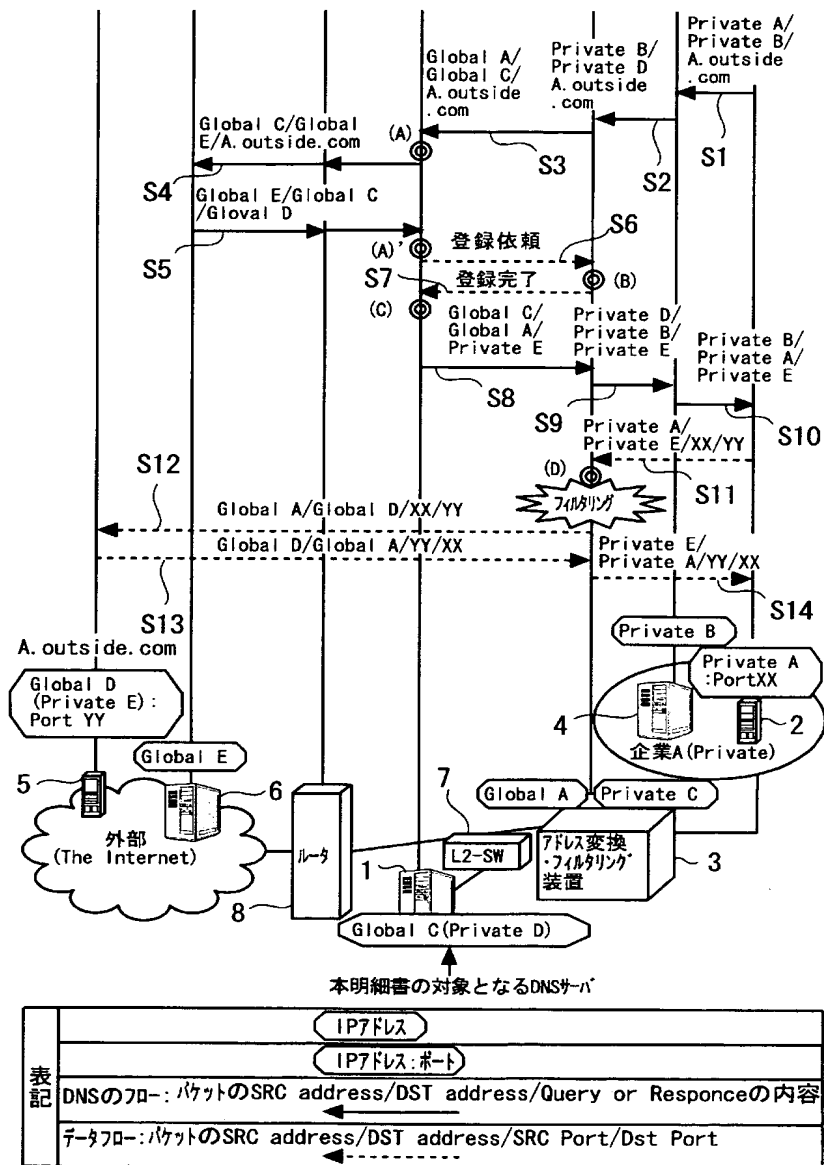 Private A/
Private B/
A.outside
.com
Private B/
Private D
A.outside
.com
Global A/
Global C/
A.outside
.com
Global C/Global
E/A.outside.com
(A)
S1
S2
S3
S4
Global E/Global C
/Gloval D
S5
(A)'
登録依頼
S6
S7
登録完了
(B)
(C)
Global C/
Global A/
Private E
Private D/
Private B/
Private E
Private B/
Private A/
Private E
S8
S9
S10
Private A/
Private E/XX/YY
S11
(D)
フィルタリング
S12
Global A/Global D/XX/YY
Global D/Global A/YY/XX
S13
Private E/
Private A/YY/XX
S14
A.outside.com
Global D
(Private E):
Port YY
Global E
Private B
Private A
:PortXX
4
2
企業A(Private)
5
6
外部
(The Internet)
ルータ
8
7
L2-SW
1
Global A
Private C
アドレス変換
・フィルタリング
装置
3
Global C(Private D)
本明細書の対象となるDNSサーバ
表記
IPアドレス
IPアドレス:ポート
DNSのフロー:パケットのSRC address/DST address/Query or Responceの内容
データフロー:パケットのSRC address/DST address/SRC Port/Dst Port